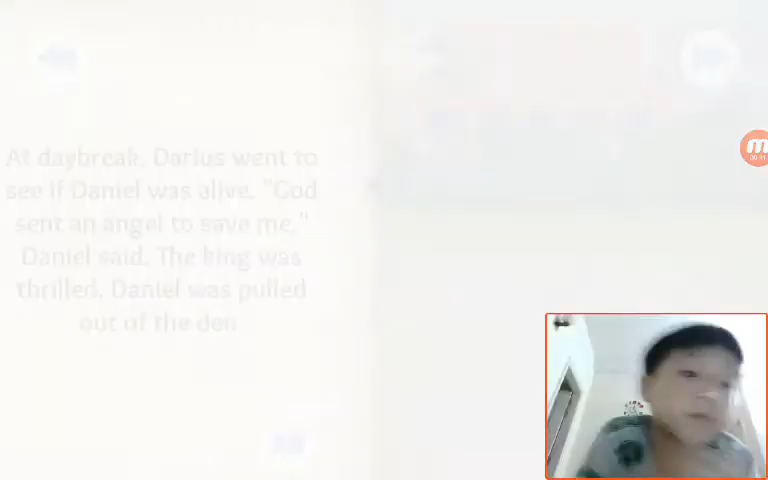 At daybreak, Darius went to
see if Daniel was alive. "God
sent an angel to save me,"
Daniel said. The king was
thrilled. Daniel was pulled
out of the den